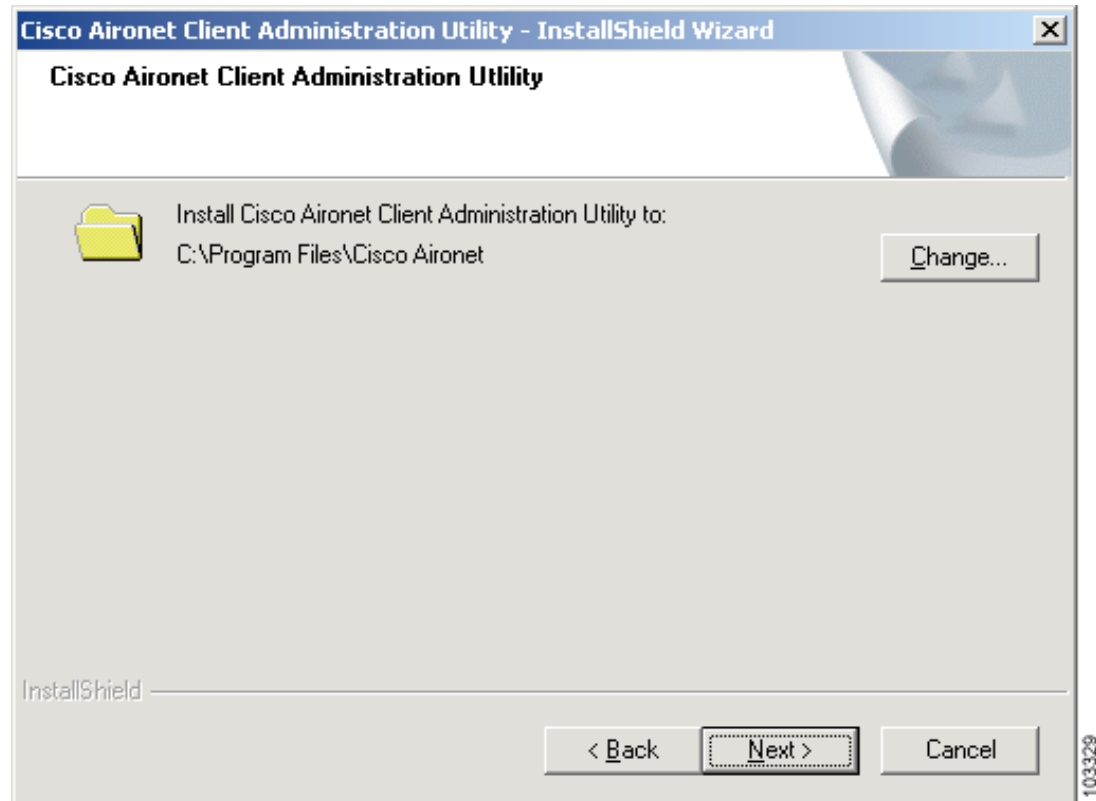 Cisco Aironet Client Administration Utility - InstallShield Wizard
Cisco Aironet Client Administration Utlility
Install Cisco Aironet Client Administration Utility to:
C:\Program Files\Cisco Aironet
Change...
InstallShield
< Back
Next >
Cancel
103329